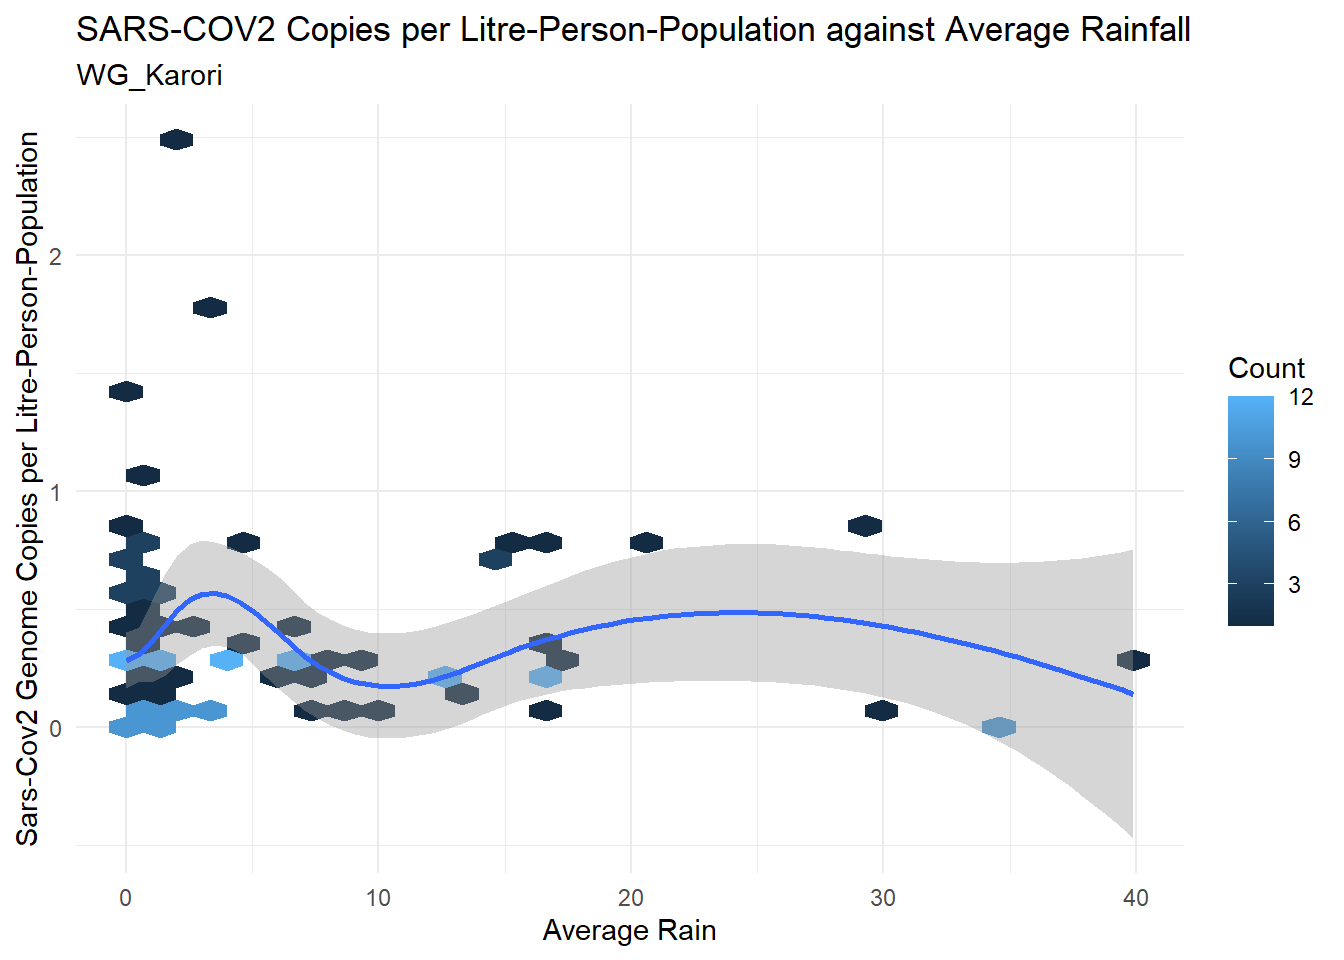 SARS-COV2 Copies per Litre-Person-Population against Average Rainfall
WG_Karori
Sars-Cov2 Genome Copies per Litre-Person-Population
2
1
0
0
10
20
30
40
Average Rain
Count
12
9
6
3